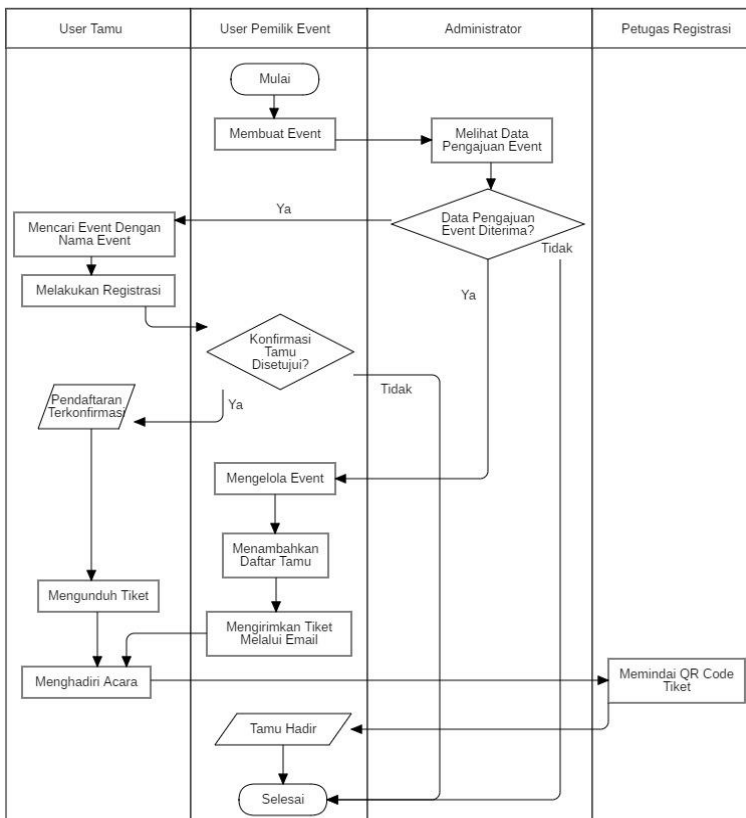 User Tamu
User Pemilik Event
Administrator
Petugas Registrasi
Mulai
Membuat Event
Melihat Data
Pengajuan Event
Ya
Data Pengajuan
Event Diterima?
Tidak
Mencari Event Dengan
Nama Event
Melakukan Registrasi
Ya
Konfirmasi
Tamu
Disetujui?
Tidak
Ya
Pendaftaran
Terkonfirmasi
Mengelola Event
Menambahkan
Daftar Tamu
Mengunduh Tiket
Mengirimkan Tiket
Melalui Email
Menghadiri Acara
Memindai QR Code
Tiket
Tamu Hadir
Selesai